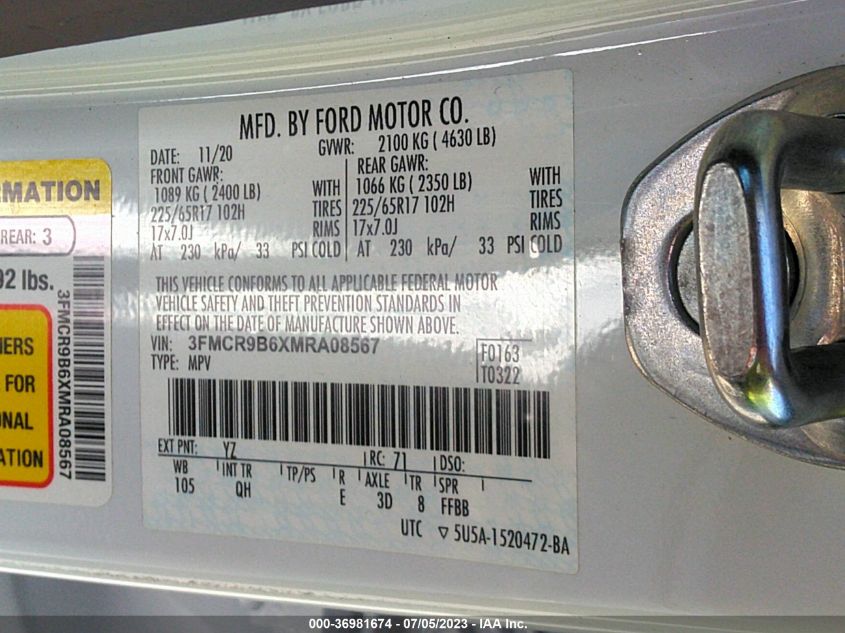 MFD. BY FORD MOTOR CO.
DATE: 11/20 GVWR: 2100 KG ( 4630 LB)
FRONT GAWR: REAR GAWR:
1089 KG ( 2400 LB) WITH 1066 KG ( 2350 LB) WITH
225/65R17 102H TIRES 225/65R17 102H TIRES
17x7.0J RIMS 17x7.0J RIMS
AT 230 kPa/ 33 PSI COLD AT 230 kPa/ 33 PSI COLD
THIS VEHICLE CONFORMS TO ALL APPLICABLE FEDERAL MOTOR
VEHICLE SAFETY AND THEFT PREVENTION STANDARDS IN
EFFECT ON THE DATE OF MANUFACTURE SHOWN ABOVE.
VIN: 3FMCR9B6XMRA08567
TYPE: MPV
F0163
T0322
EXT PNT: YZ RC: 71 DSO:
WB INT TR TP/PS R AXLE TR SPR
105 QH E 3D 8 FFBB
UTC ▽ 5U5A-1520472-BA
RMATION
REAR: 3
92 lbs.
3FMCR9B6XMRA08567
FOR
ONAL
ATION
000-36981674 / 07/05/2023 - IAA Inc.